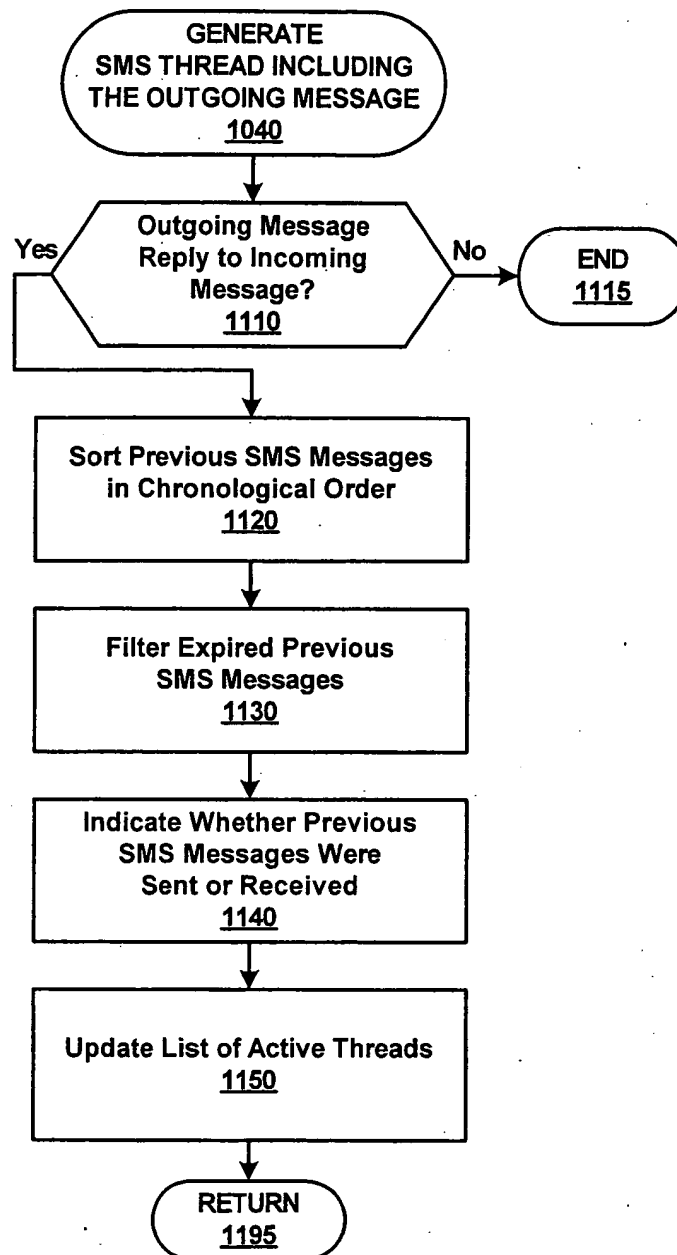 GENERATE
SMS THREAD INCLUDING
THE OUTGOING MESSAGE
1040
Yes
Outgoing Message
Reply to Incoming
Message?
1110
No
END
1115
Sort Previous SMS Messages
in Chronological Order
1120
Filter Expired Previous
SMS Messages
1130
Indicate Whether Previous
SMS Messages Were
Sent or Received
1140
Update List of Active Threads
1150
RETURN
1195